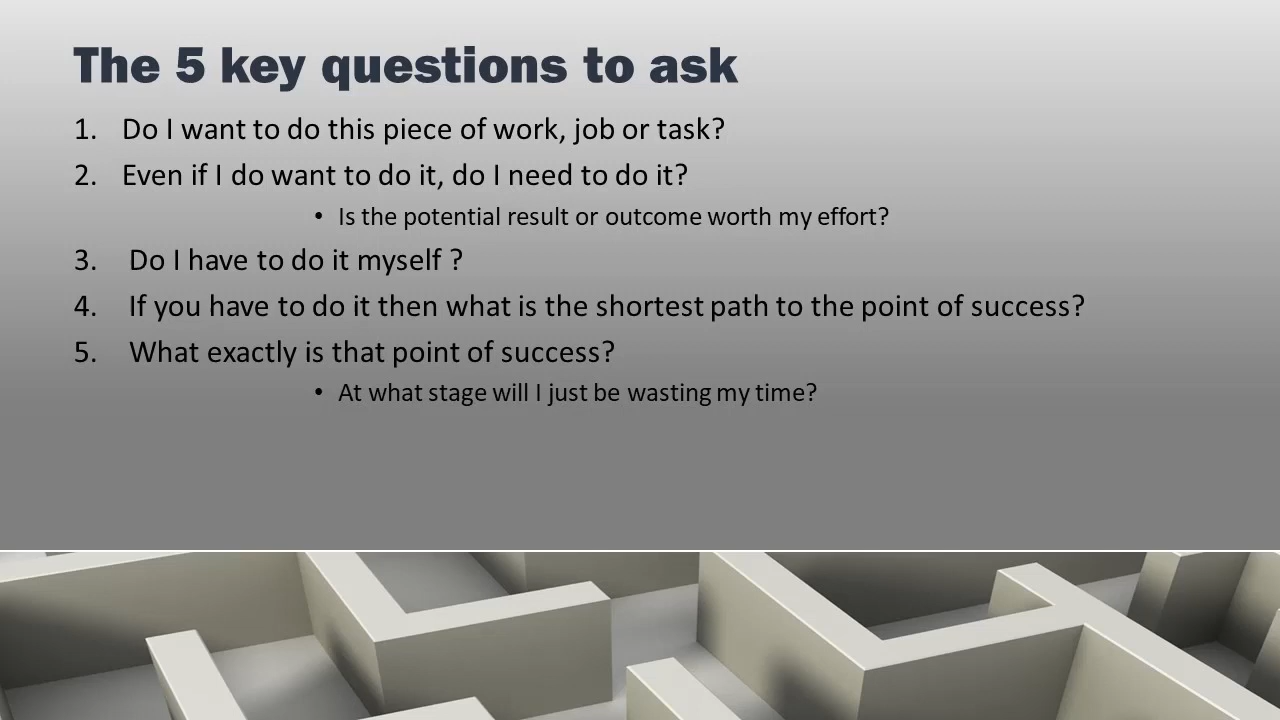 The 5 key questions to ask
1. Do I want to do this piece of work, job or task?
2. Even if I do want to do it, do I need to do it?
• Is the potential result or outcome worth my effort?
3. Do I have to do it myself ?
4. If you have to do it then what is the shortest path to the point of success?
5. What exactly is that point of success?
• At what stage will I just be wasting my time?